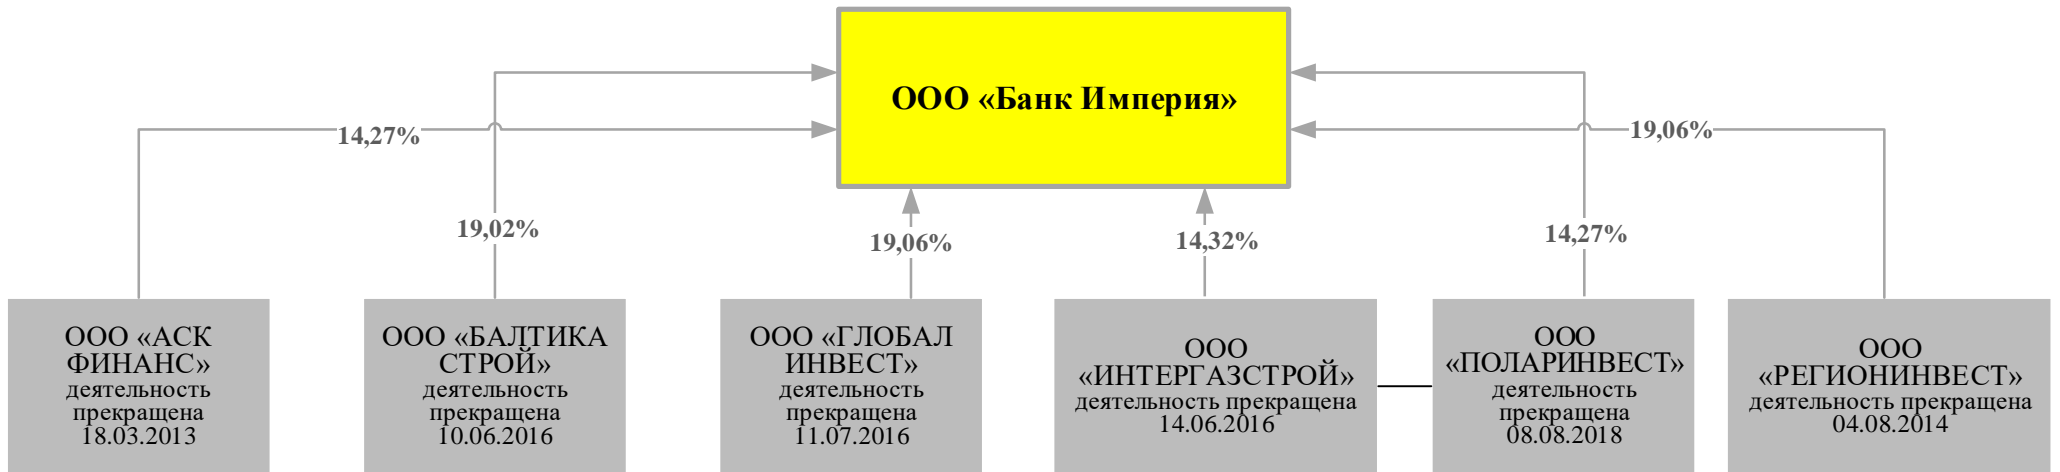 ООО «Банк Империя»
14,27%
19,06%
19,02%
19,06%
14,32%
14,27%
ООО «АСК
ФИНАНС»
деятельность
прекращена
18.03.2013
ООО «БАЛТИКА
СТРОЙ»
деятельность
прекращена
10.06.2016
ООО «ГЛОБАЛ
ИНВЕСТ»
деятельность
прекращена
11.07.2016
ООО
«ИНТЕРГАЗСТРОЙ»
деятельность прекращена
14.06.2016
ООО
«ПОЛАРИНВЕСТ»
деятельность
прекращена
08.08.2018
ООО
«РЕГИОНИНВЕСТ»
деятельность прекращена
04.08.2014